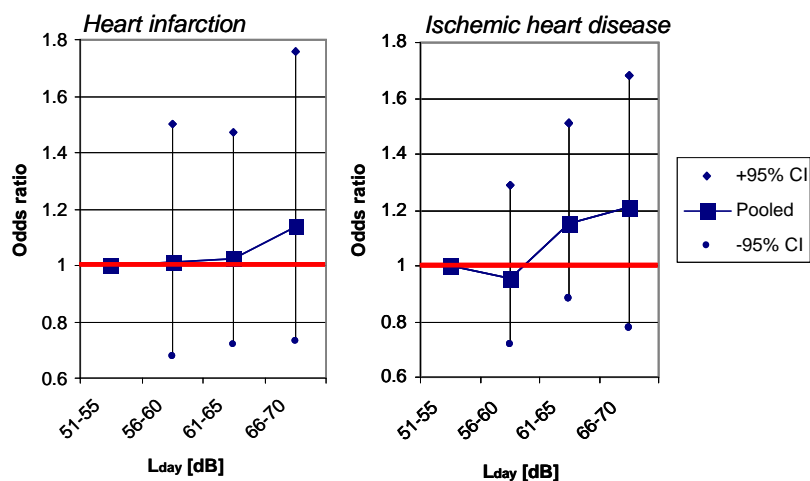 Heart infarction
1.8
1.6
1.4
1.2
1
0.8
0.6
Odds ratio
51-55
56-60
61-65
66-70
Lday [dB]
Ischemic heart disease
1.8
1.6
1.4
1.2
1
0.8
0.6
Odds ratio
51-55
56-60
61-65
66-70
Lday [dB]
+95% CI
Pooled
-95% CI